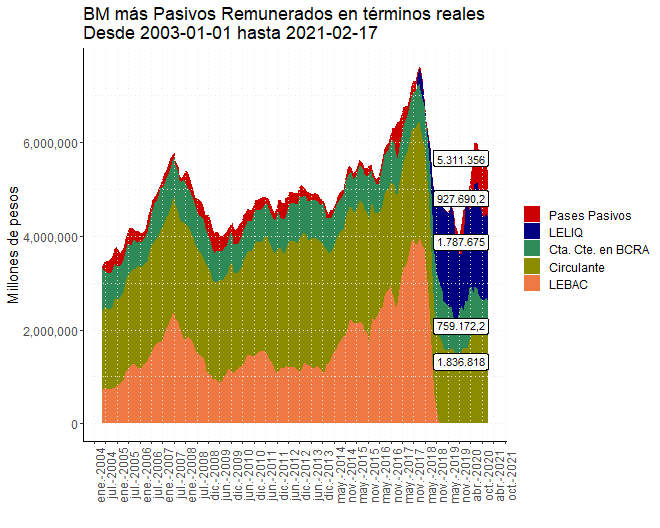 BM más Pasivos Remunerados en términos reales
Desde 2003-01-01 hasta 2021-02-17
Millones de pesos
6,000,000
4,000,000
2,000,000
0
5.311.356
927.690,2
1.787.675
759.172,2
1.836.818
Pases Pasivos
LELIQ
Cta. Cte. en BCRA
Circulante
LEBAC
ene.-2004
jul.-2004
ene.-2005
jul.-2005
ene.-2006
jul.-2006
ene.-2007
jul.-2007
ene.-2008
jul.-2008
dic.-2008
jun.-2009
dic.-2009
jun.-2010
dic.-2010
jun.-2011
dic.-2011
jun.-2012
dic.-2012
jun.-2013
dic.-2013
may.-2014
nov.-2014
may.-2015
nov.-2015
may.-2016
nov.-2016
may.-2017
nov.-2017
may.-2018
nov.-2018
may.-2019
nov.-2019
abr.-2020
oct.-2020
abr.-2021
oct.-2021